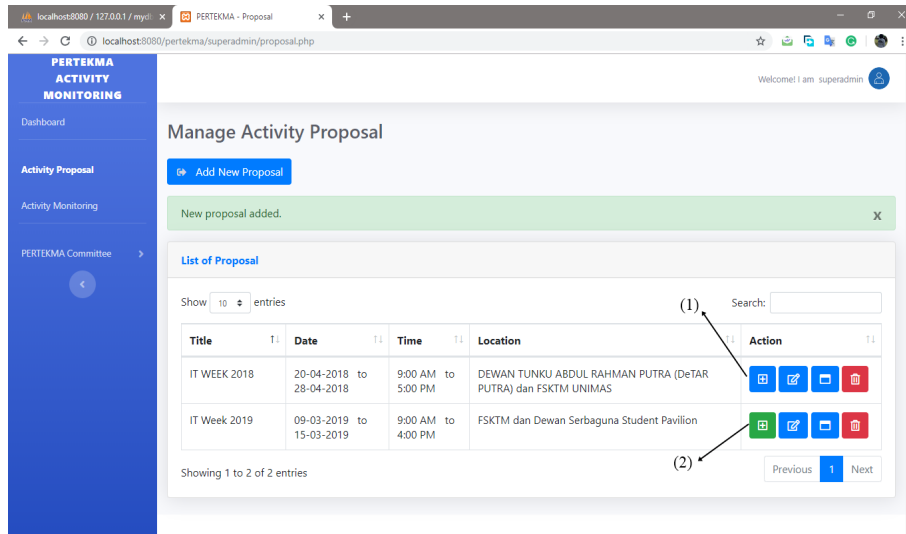 localhost:8080 / 127.0.0.1 / mydb
PERTEKMA - Proposal
localhost:8080/pertekma/superadmin/proposal.php
PERTEKMA
ACTIVITY
MONITORING
Welcome! I am superadmin
Dashboard
Activity Proposal
Activity Monitoring
PERTEKMA Committee
Manage Activity Proposal
Add New Proposal
New proposal added.
x
List of Proposal
Show 10 entries
(1)
Search:
Title Date Time Location Action
IT WEEK 2018 20-04-2018 to 9:00 AM to DEWAN TUNKU ABDUL RAHMAN PUTRA (DeTAR
28-04-2018 5:00 PM PUTRA) dan FSKTM UNIMAS
IT Week 2019 09-03-2019 to 9:00 AM to FSKTM dan Dewan Serbaguna Student Pavilion
15-03-2019 4:00 PM
(2)
Showing 1 to 2 of 2 entries
Previous 1 Next